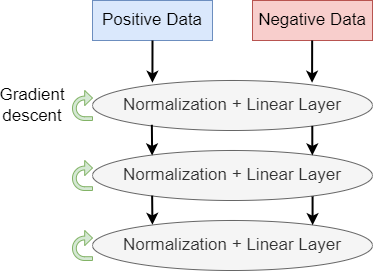 Positive Data
Negative Data
Gradient
descent
Normalization + Linear Layer
Normalization + Linear Layer
Normalization + Linear Layer